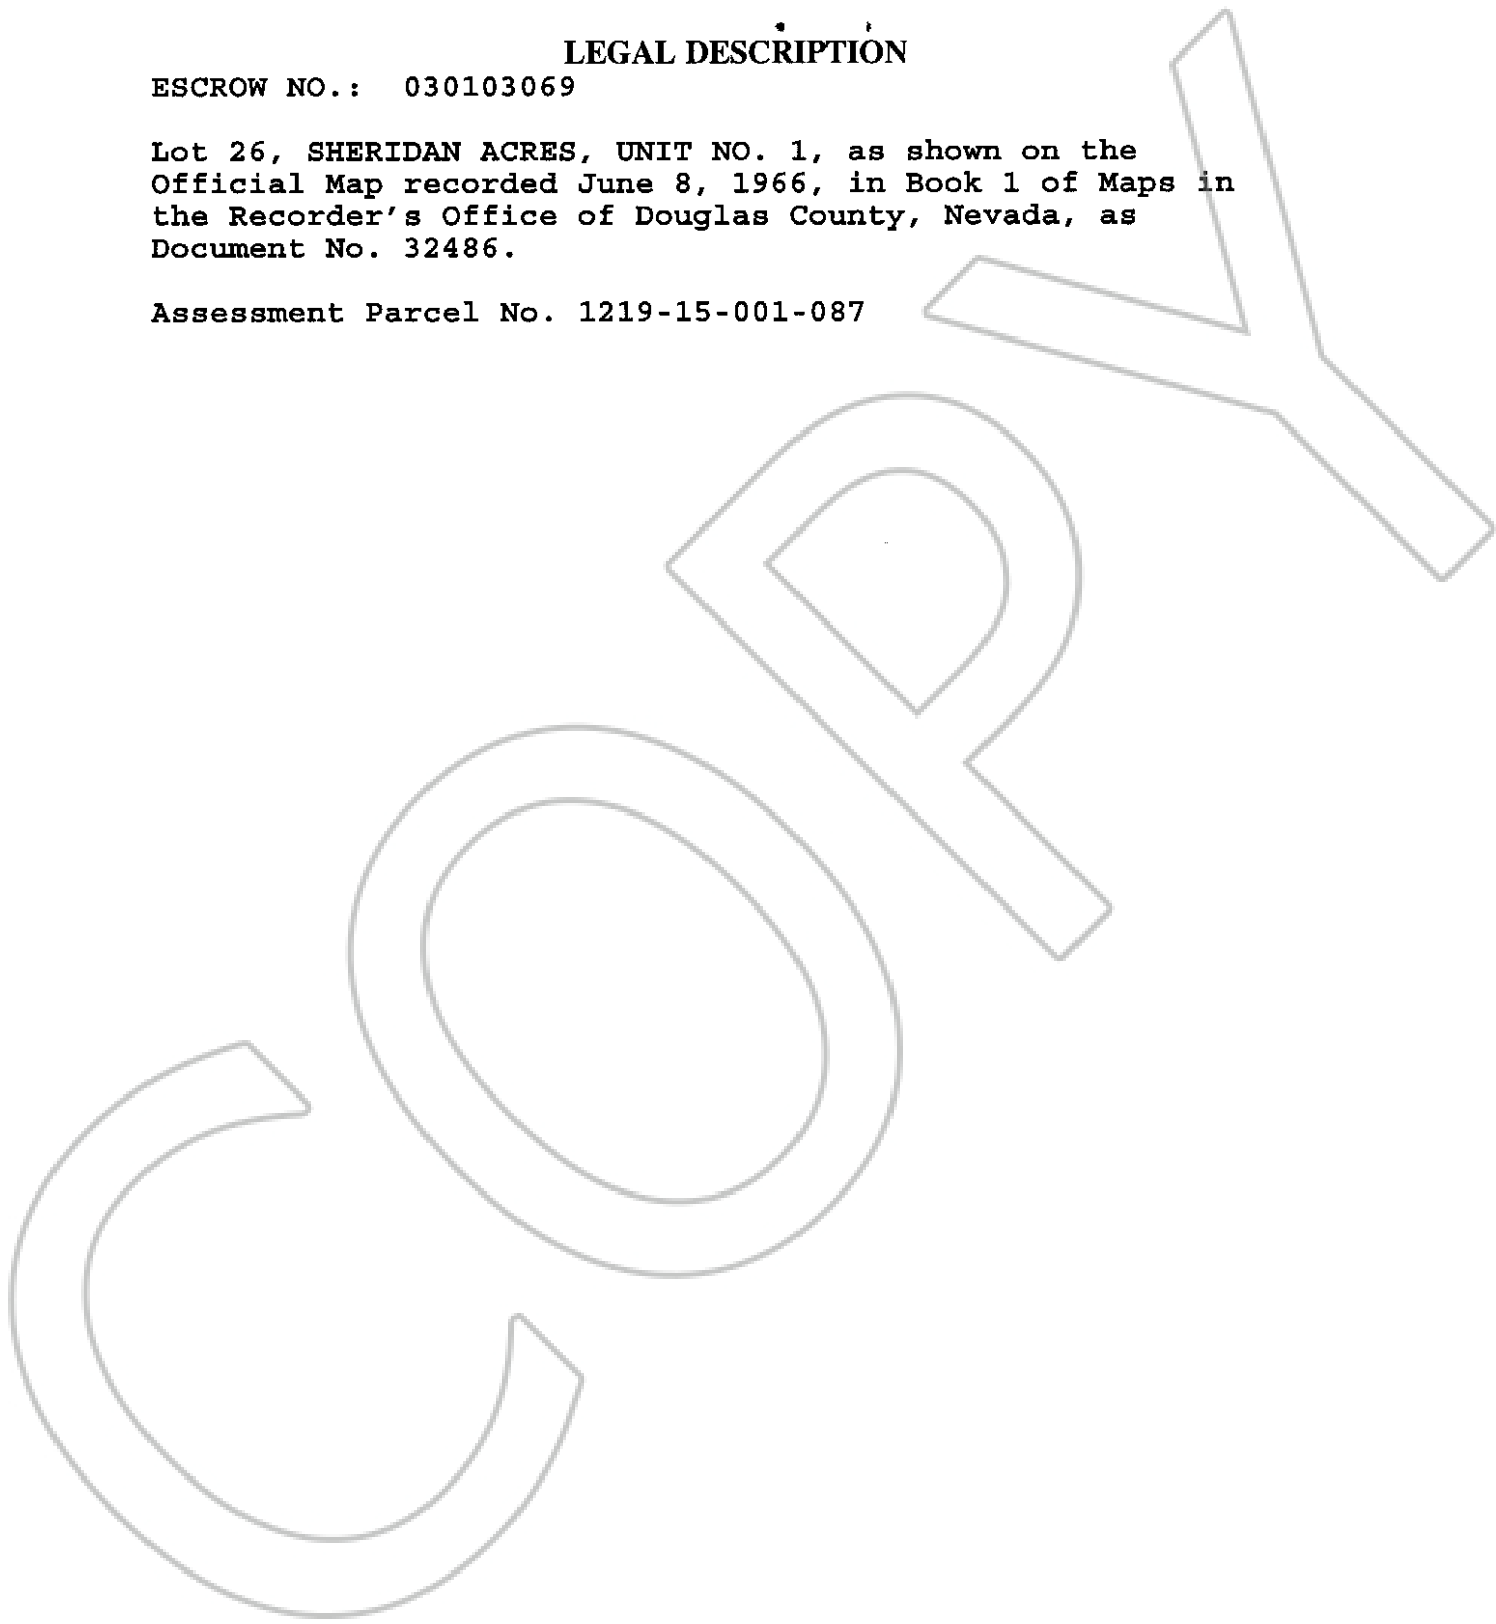 LEGAL DESCRIPTION
ESCROW NO.: 030103069
Lot 26, SHERIDAN ACRES, UNIT NO. 1, as shown on the
Official Map recorded June 8, 1966, in Book 1 of Maps in
the Recorder's Office of Douglas County, Nevada, as
Document No. 32486.
Assessment Parcel No. 1219-15-001-087
COPY